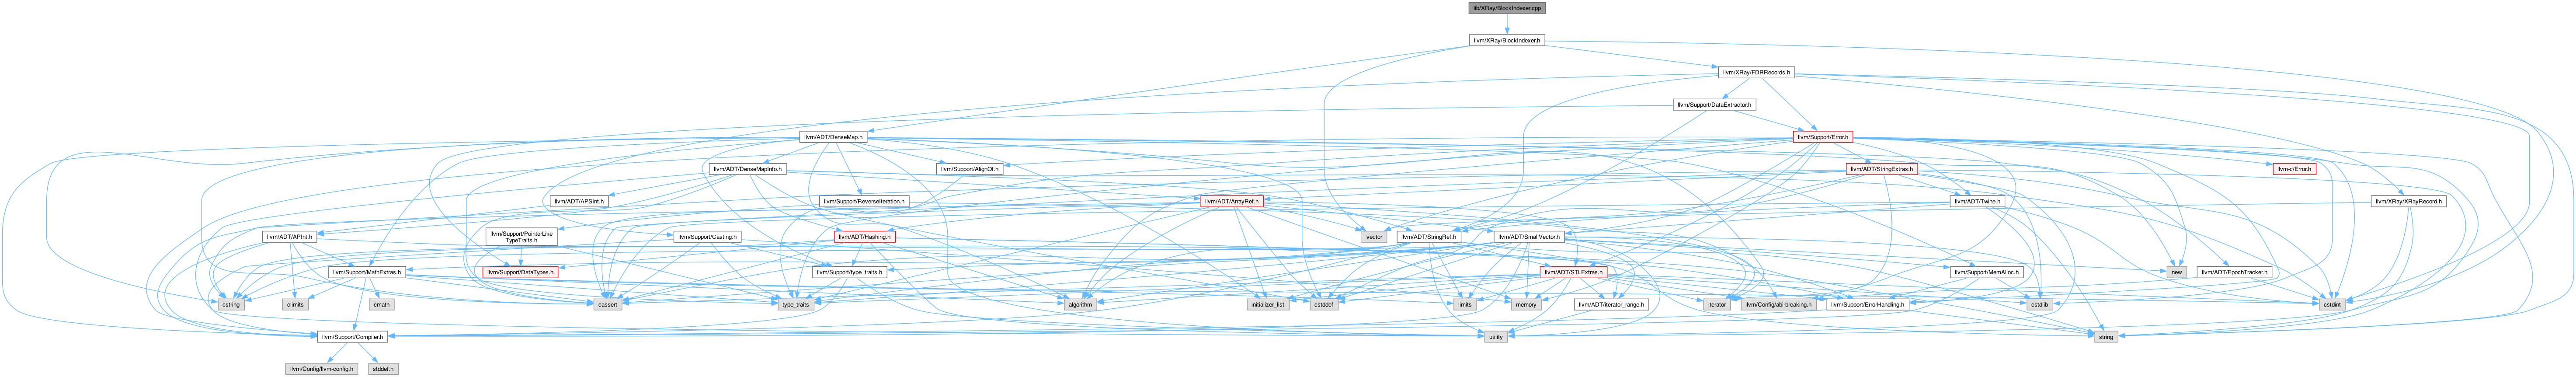 lib/XRay/BlockIndexer.cpp
llvm/XRay/BlockIndexer.h
llvm/XRay/FDRRecords.h
llvm/Support/DataExtractor.h
llvm/ADT/DenseMap.h
llvm/Support/Error.h
llvm/ADT/DenseMapInfo.h
llvm/Support/AlignOf.h
llvm/ADT/StringExtras.h
llvm-c/Error.h
llvm/ADT/APSInt.h
llvm/Support/ReverseIteration.h
llvm/ADT/ArrayRef.h
llvm/ADT/Twine.h
llvm/XRay/XRayRecord.h
llvm/Support/PointerLike
TypeTraits.h
llvm/ADT/APInt.h
llvm/Support/Casting.h
llvm/ADT/Hashing.h
vector
llvm/ADT/StringRef.h
llvm/ADT/SmallVector.h
llvm/Support/MathExtras.h
llvm/Support/DataTypes.h
llvm/Support/type_traits.h
llvm/ADT/STLExtras.h
llvm/Support/MemAlloc.h
new
llvm/ADT/EpochTracker.h
cstring
climits
cmath
cassert
type_traits
algorithm
initializer_list
cstddef
limits
memory
llvm/ADT/iterator_range.h
iterator
llvm/Config/abi-breaking.h
llvm/Support/ErrorHandling.h
cstdlib
cstdint
llvm/Support/Compiler.h
utility
string
llvm/Config/llvm-config.h
stddef.h